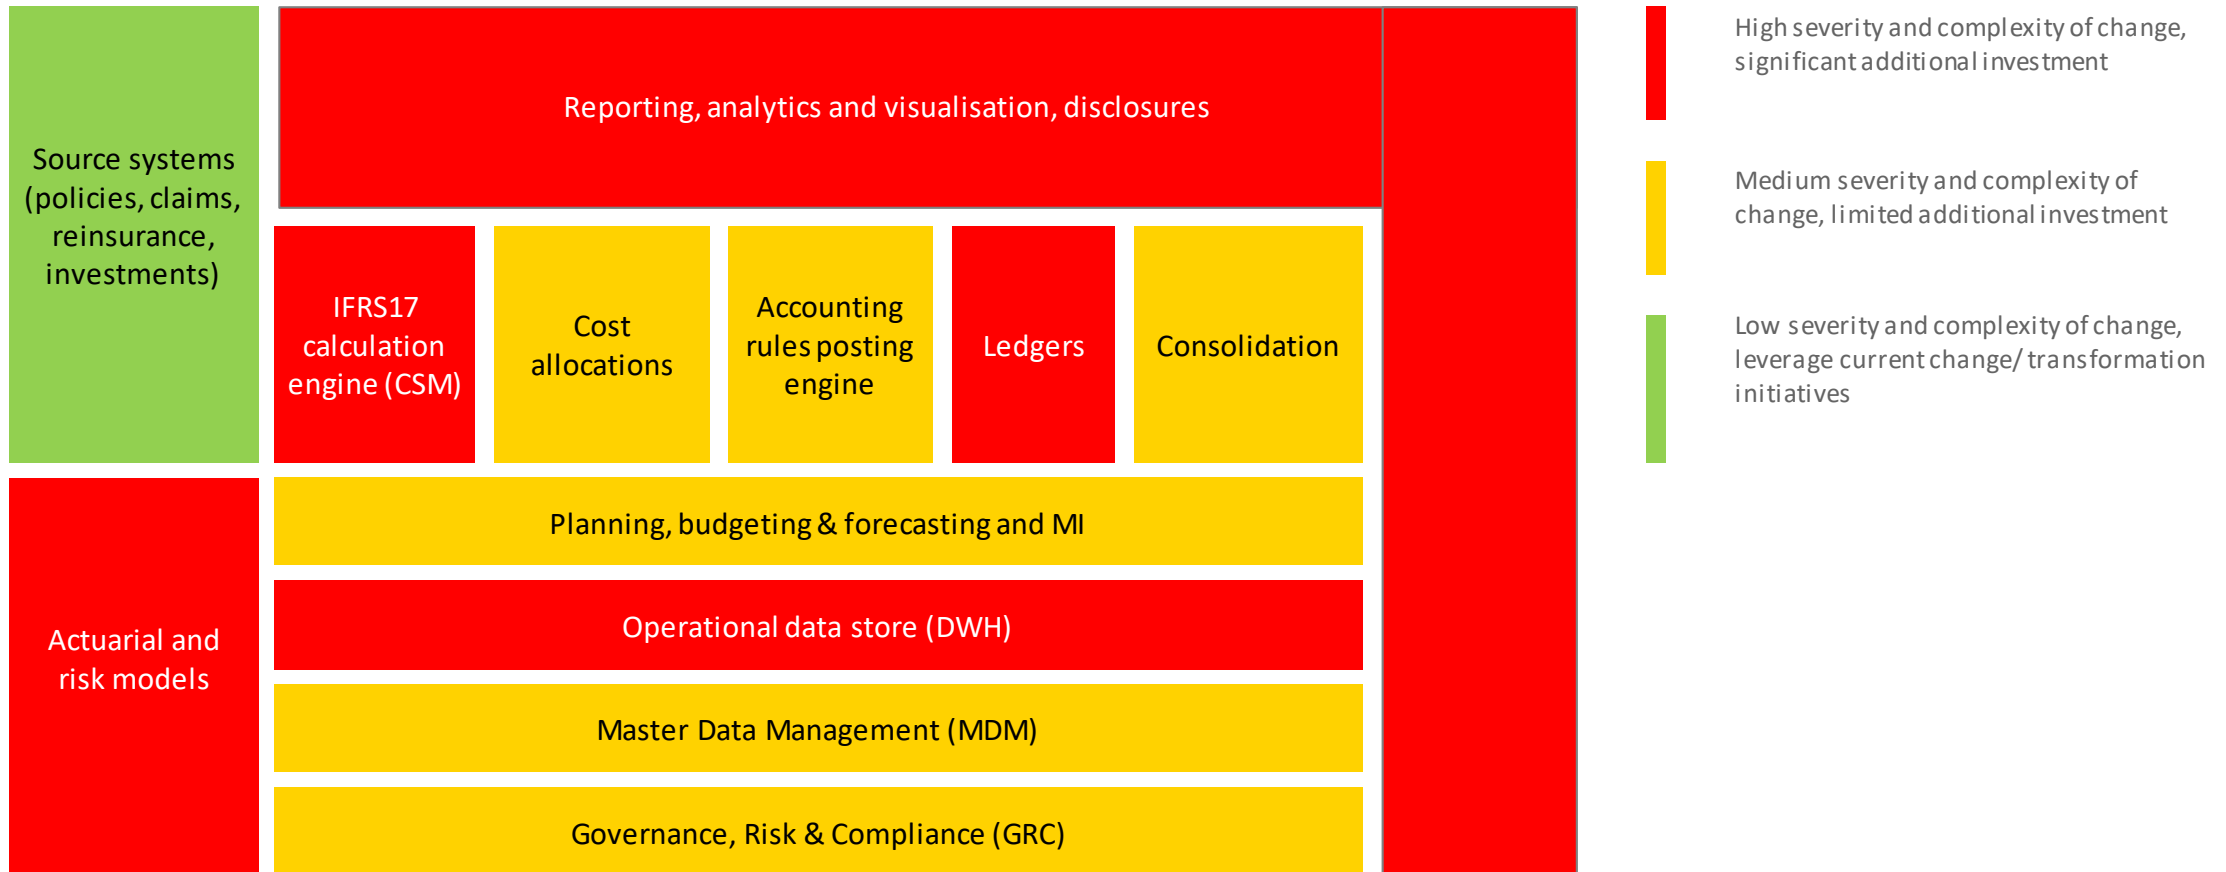 Source systems
(policies, claims,
reinsurance,
investments)
Reporting, analytics and visualisation, disclosures
IFRS17
calculation
engine (CSM)
Cost
allocations
Accounting
rules posting
engine
Ledgers
Consolidation
Actuarial and
risk models
Planning, budgeting & forecasting and MI
Operational data store (DWH)
Master Data Management (MDM)
Governance, Risk & Compliance (GRC)
High severity and complexity of change,
significant additional investment
Medium severity and complexity of
change, limited additional investment
Low severity and complexity of change,
leverage current change/ transformation
initiatives